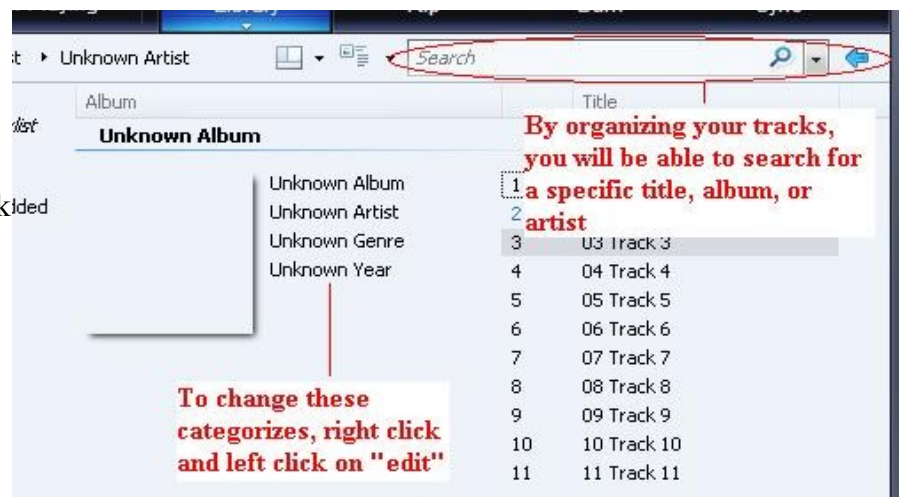 Library
st ▸ Unknown Artist
Search
Album
Title
Unknown Album
By organizing your tracks,
you will be able to search for
a specific title, album, or
artist
Unknown Album
Unknown Artist
Unknown Genre
Unknown Year
1
2
3 03 Track 3
4 04 Track 4
5 05 Track 5
6 06 Track 6
7 07 Track 7
8 08 Track 8
9 09 Track 9
10 10 Track 10
11 11 Track 11
To change these
categorizes, right click
and left click on "edit"